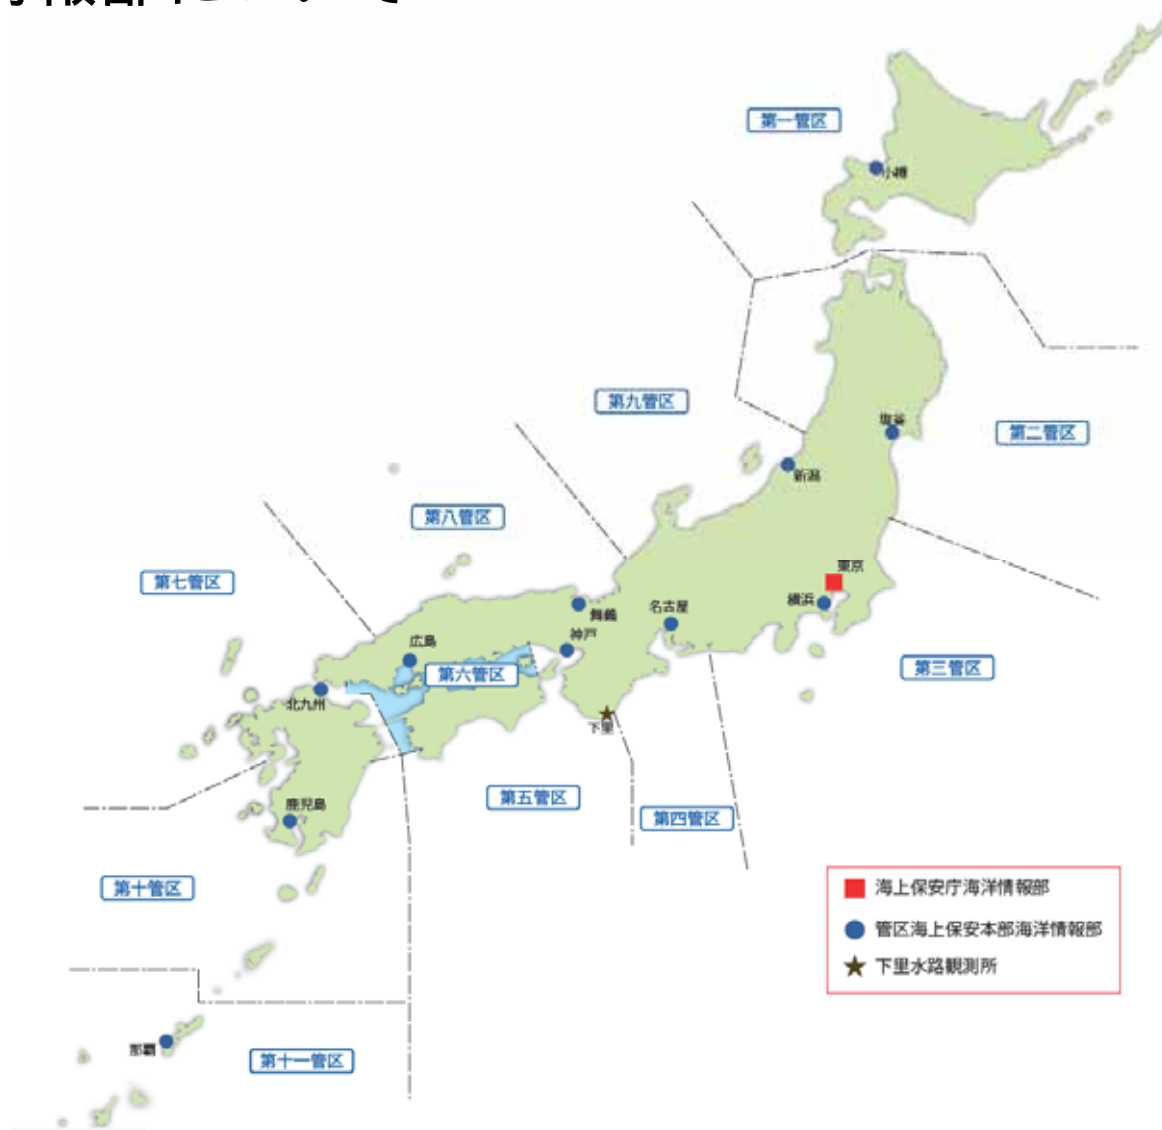 第一管区
小樽
第九管区
塩釜
第二管区
新潟
第八管区
第七管区
東京
横浜
舞鶴
名古屋
神戸
広島
第六管区
第三管区
北九州
下里
第五管区
鹿児島
第四管区
第十管区
海上保安庁海洋情報部
管区海上保安本部海洋情報部
下里水路観測所
那覇
第十一管区